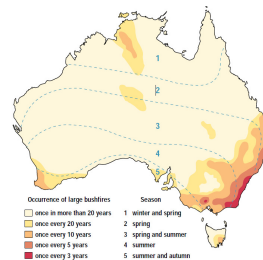 1
2
3
4
5
Occurrence of large bushfires
once in more than 20 years
once every 20 years
once every 10 years
once every 5 years
once every 3 years
Season
1 winter and spring
2 spring
3 spring and summer
4 summer
5 summer and autumn